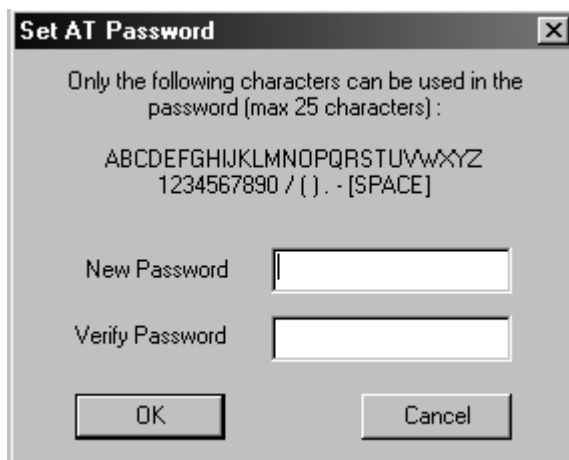 Set AT Password
Only the following characters can be used in the
password (max 25 characters) :
ABCDEFGHIJKLMNOPQRSTUVWXYZ
1234567890 / ( ) . - [SPACE]
New Password
Verify Password
OK
Cancel